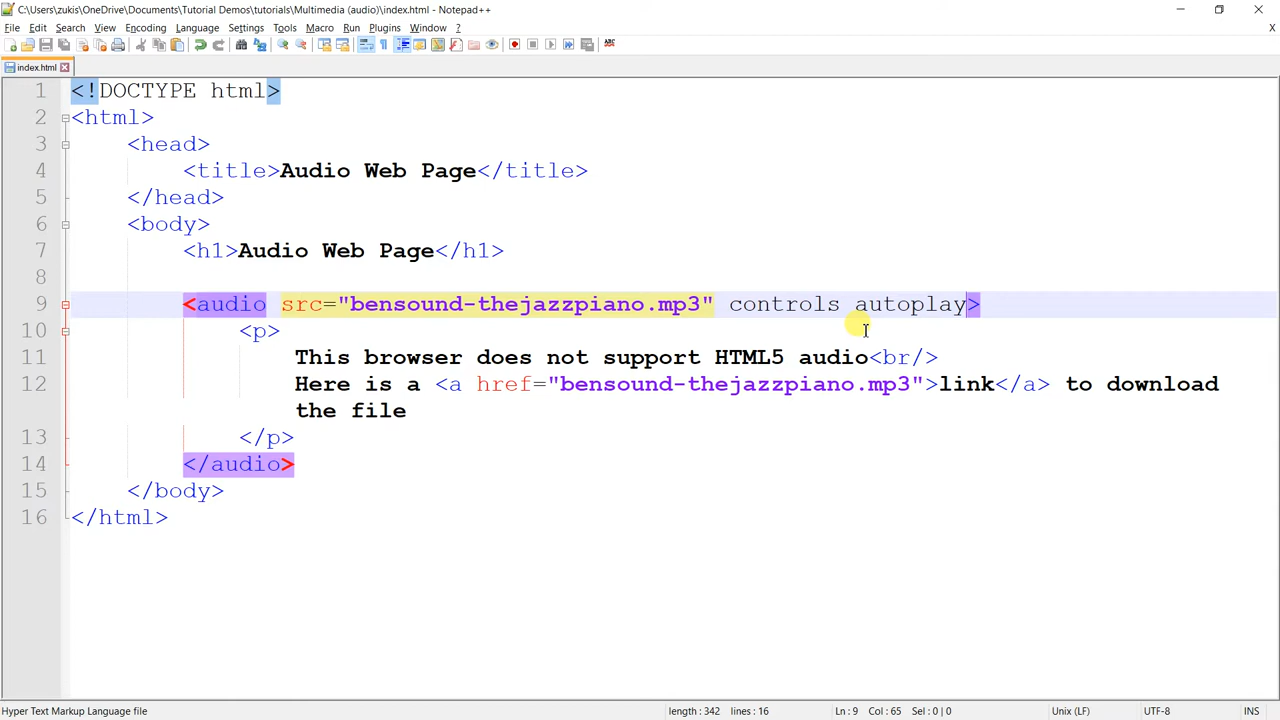 C:\Users\zukis\OneDrive\Documents\Tutorial Demos\tutorials\Multimedia (audio)\index.html - Notepad++
File Edit Search View Encoding Language Settings Tools Macro Run Plugins Window ? X
index.html
1 <!DOCTYPE html>
2 <html>
3 <head>
4 <title>Audio Web Page</title>
5 </head>
6 <body>
7 <h1>Audio Web Page</h1>
8
9 <audio src="bensound-thejazzpiano.mp3" controls autoplay>
10 <p>
11 This browser does not support HTML5 audio<br/>
12 Here is a <a href="bensound-thejazzpiano.mp3">link</a> to download
the file
13 </p>
14 </audio>
15 </body>
16 </html>
Hyper Text Markup Language file length : 342 lines : 16 Ln : 9 Col : 65 Sel : 0 | 0 Unix (LF) UTF-8 INS